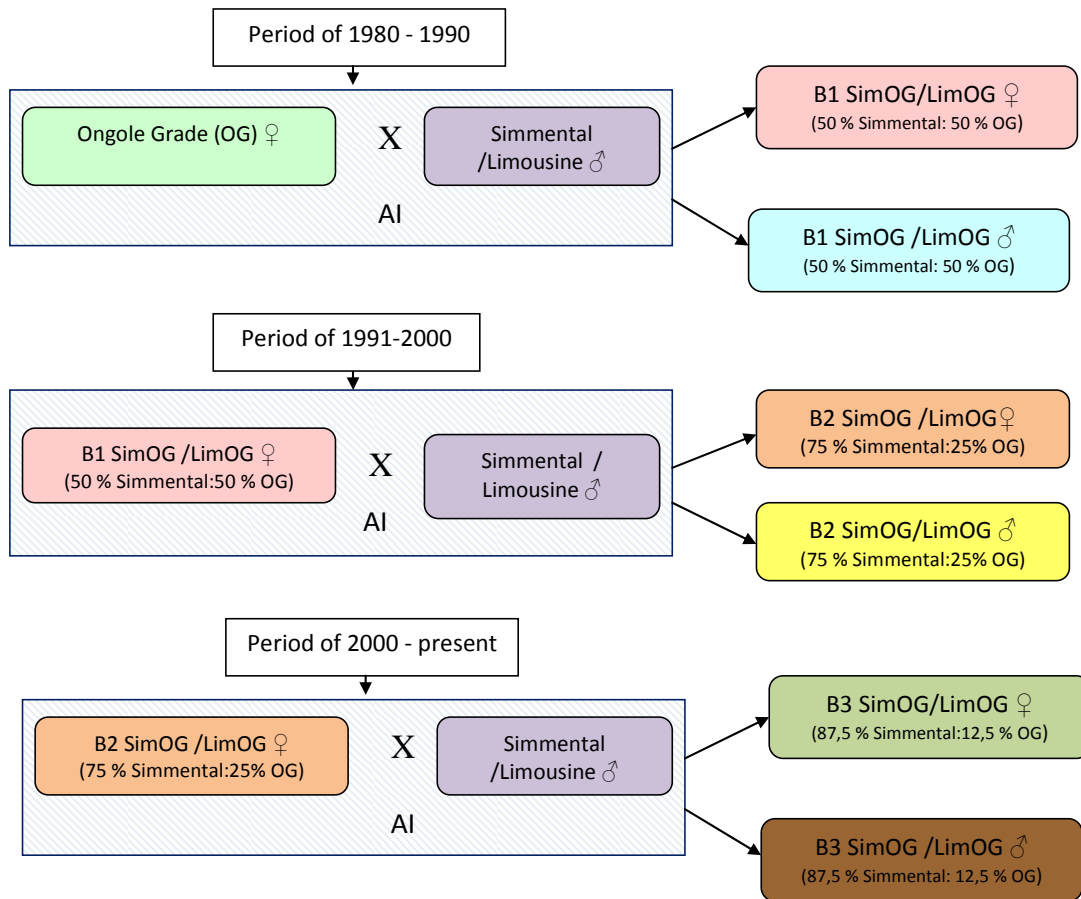 Period of 1980 - 1990
Ongole Grade (OG) ♀
X
Simmental
/Limousine ♂
AI
B1 SimOG/LimOG ♀
(50 % Simmental: 50 % OG)
B1 SimOG /LimOG ♂
(50 % Simmental: 50 % OG)
Period of 1991-2000
B1 SimOG /LimOG ♀
(50 % Simmental:50 % OG)
X
Simmental /
Limousine ♂
AI
B2 SimOG /LimOG♀
(75 % Simmental:25% OG)
B2 SimOG/LimOG ♂
(75 % Simmental:25% OG)
Period of 2000 - present
B2 SimOG /LimOG ♀
(75 % Simmental:25% OG)
X
Simmental
/Limousine ♂
AI
B3 SimOG/LimOG ♀
(87,5 % Simmental:12,5 % OG)
B3 SimOG /LimOG ♂
(87,5 % Simmental: 12,5 % OG)